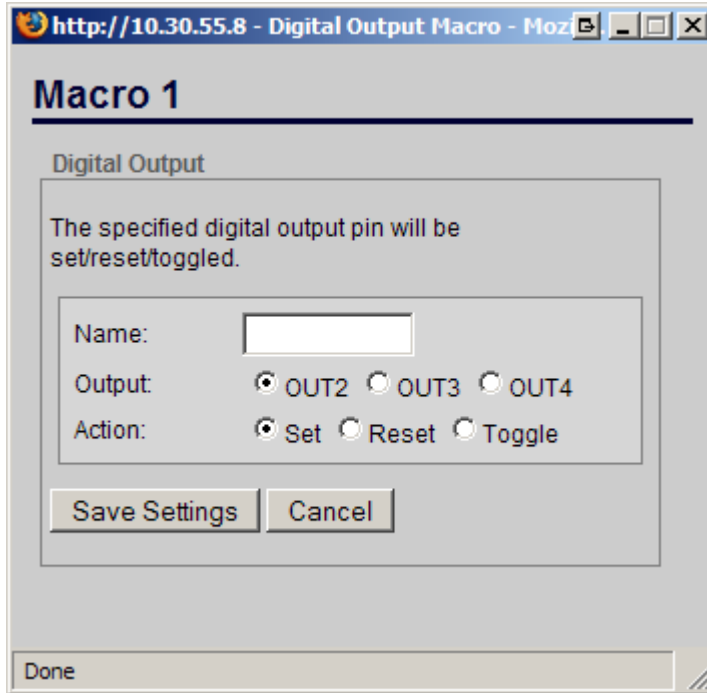 http://10.30.55.8 - Digital Output Macro - Mozi
Macro 1
Digital Output
The specified digital output pin will be
set/reset/toggled.
Name:
Output: OUT2 OUT3 OUT4
Action: Set Reset Toggle
Save Settings Cancel
Done